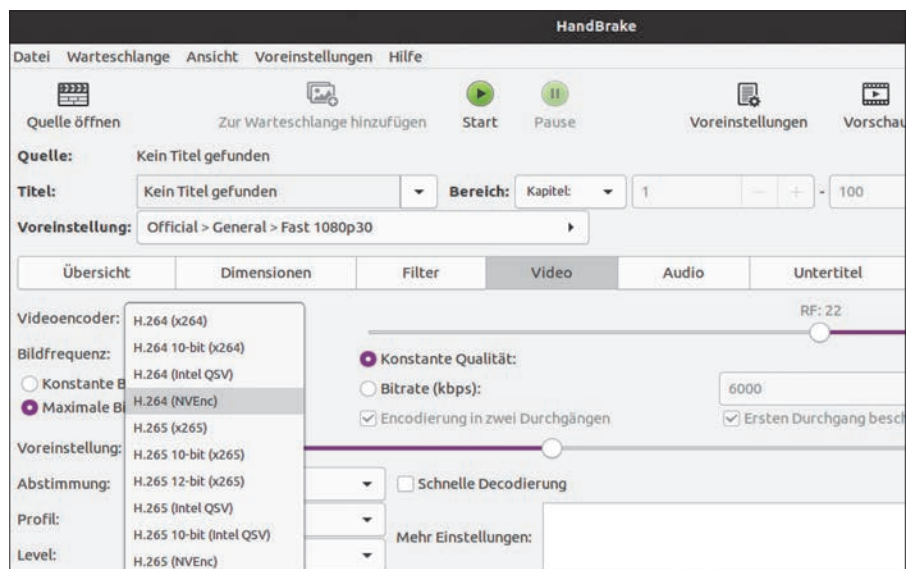 HandBrake
Datei Warteschlange Ansicht Voreinstellungen Hilfe
Quelle öffnen Zur Warteschlange hinzufügen Start Pause Voreinstellungen Vorschau
Quelle: Kein Titel gefunden
Titel: Kein Titel gefunden Bereich: Kapitel: 1 - + - 100
Voreinstellung: Official > General > Fast 1080p30
Übersicht Dimensionen Filter Video Audio Untertitel
Videoencoder:
RF: 22
Bildfrequenz:
Konstante B
Maximale Bi
Voreinstellung:
Abstimmung:
Profil:
Level:
H.264 (x264)
H.264 10-bit (x264)
H.264 (Intel QSV)
H.264 (NVEnc)
H.265 (x265)
H.265 10-bit (x265)
H.265 12-bit (x265)
H.265 (Intel QSV)
H.265 10-bit (Intel QSV)
H.265 (NVEnc)
Konstante Qualität:
Bitrate (kbps): 6000
Encodierung in zwei Durchgängen Ersten Durchgang besch
Schnelle Decodierung
Mehr Einstellungen: